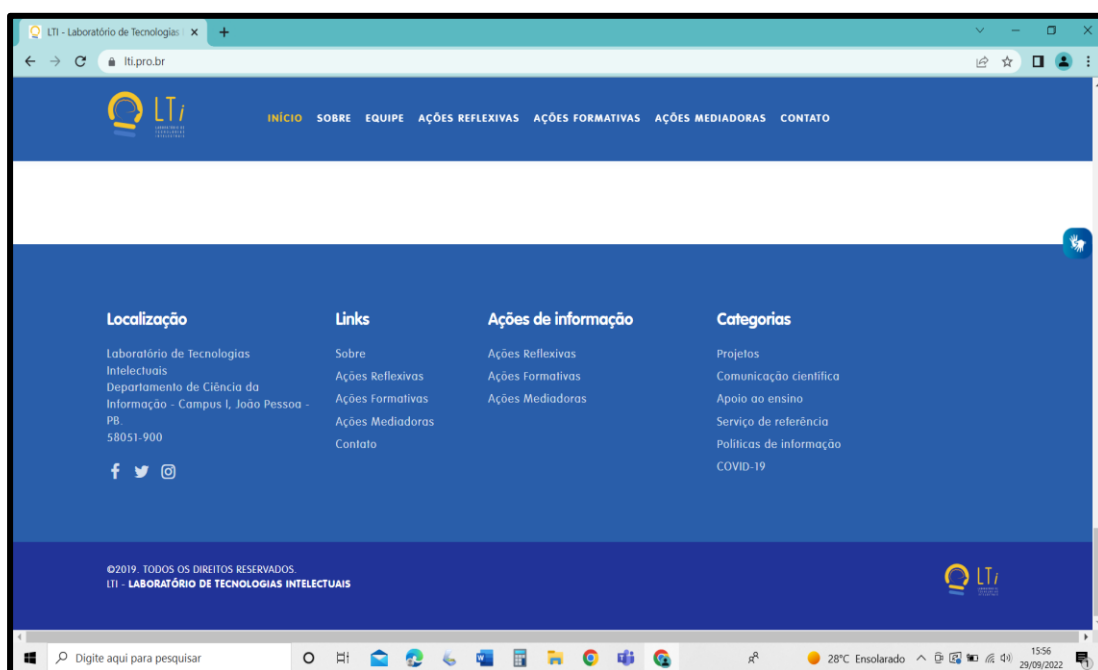 LTI - Laboratório de Tecnologias
lti.pro.br
LTi
INÍCIO SOBRE EQUIPE AÇÕES REFLEXIVAS AÇÕES FORMATIVAS AÇÕES MEDIADORAS CONTATO
Localização
Laboratório de Tecnologias
Intelectuais
Departamento de Ciência da
Informação - Campus I, João Pessoa -
PB.
58051-900
Links
Sobre
Ações Reflexivas
Ações Formativas
Ações Mediadoras
Contato
Ações de informação
Ações Reflexivas
Ações Formativas
Ações Mediadoras
Categorias
Projetos
Comunicação científica
Apoio ao ensino
Serviço de referência
Políticas de informação
COVID-19
©2019. TODOS OS DIREITOS RESERVADOS.
LTI - LABORATÓRIO DE TECNOLOGIAS INTELECTUAIS
LTi
Digite aqui para pesquisar
28°C Ensolarado
15:56
29/09/2022